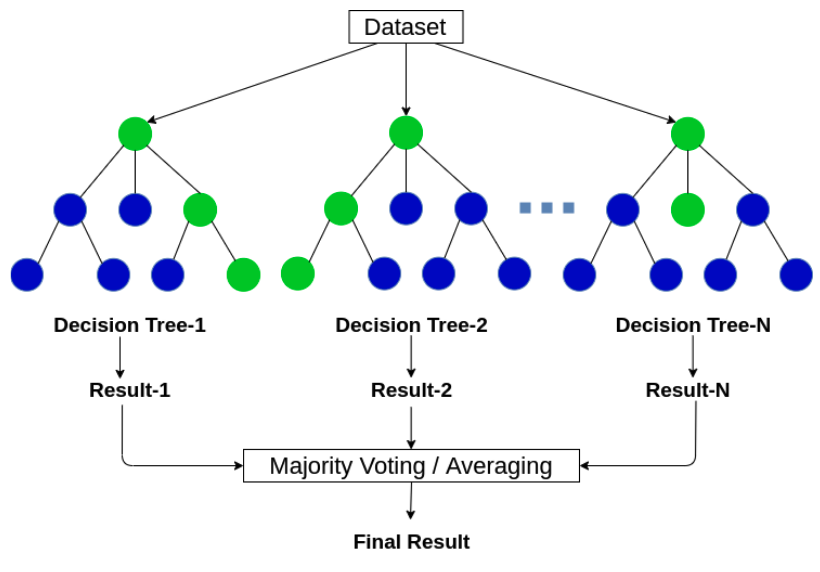 Dataset
Decision Tree-1
Decision Tree-2
Decision Tree-N
Result-1
Result-2
Result-N
Majority Voting / Averaging
Final Result